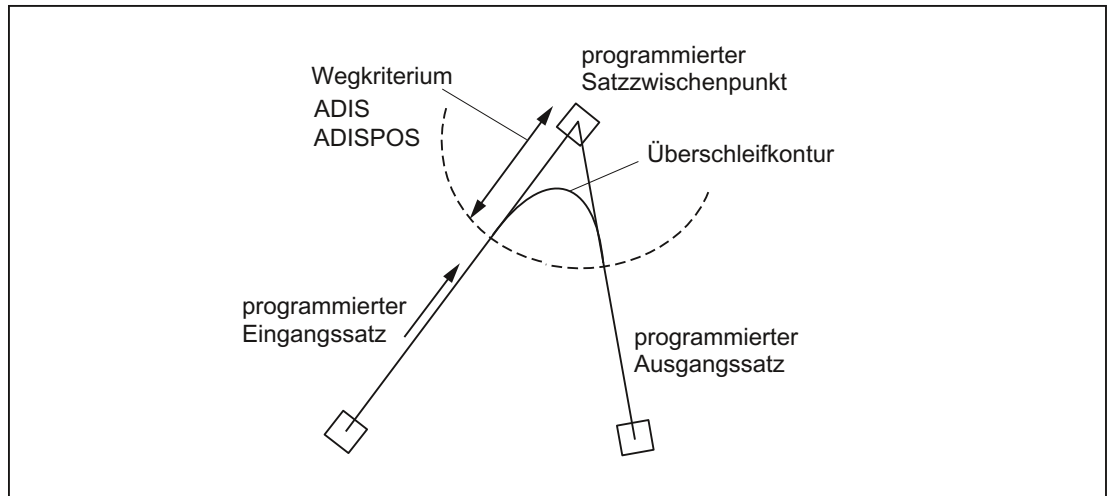 programmierter
Satzzwischenpunkt
Wegkriterium
ADIS
ADISPOS
Überschleifkontur
programmierter
Eingangssatz
programmierter
Ausgangssatz